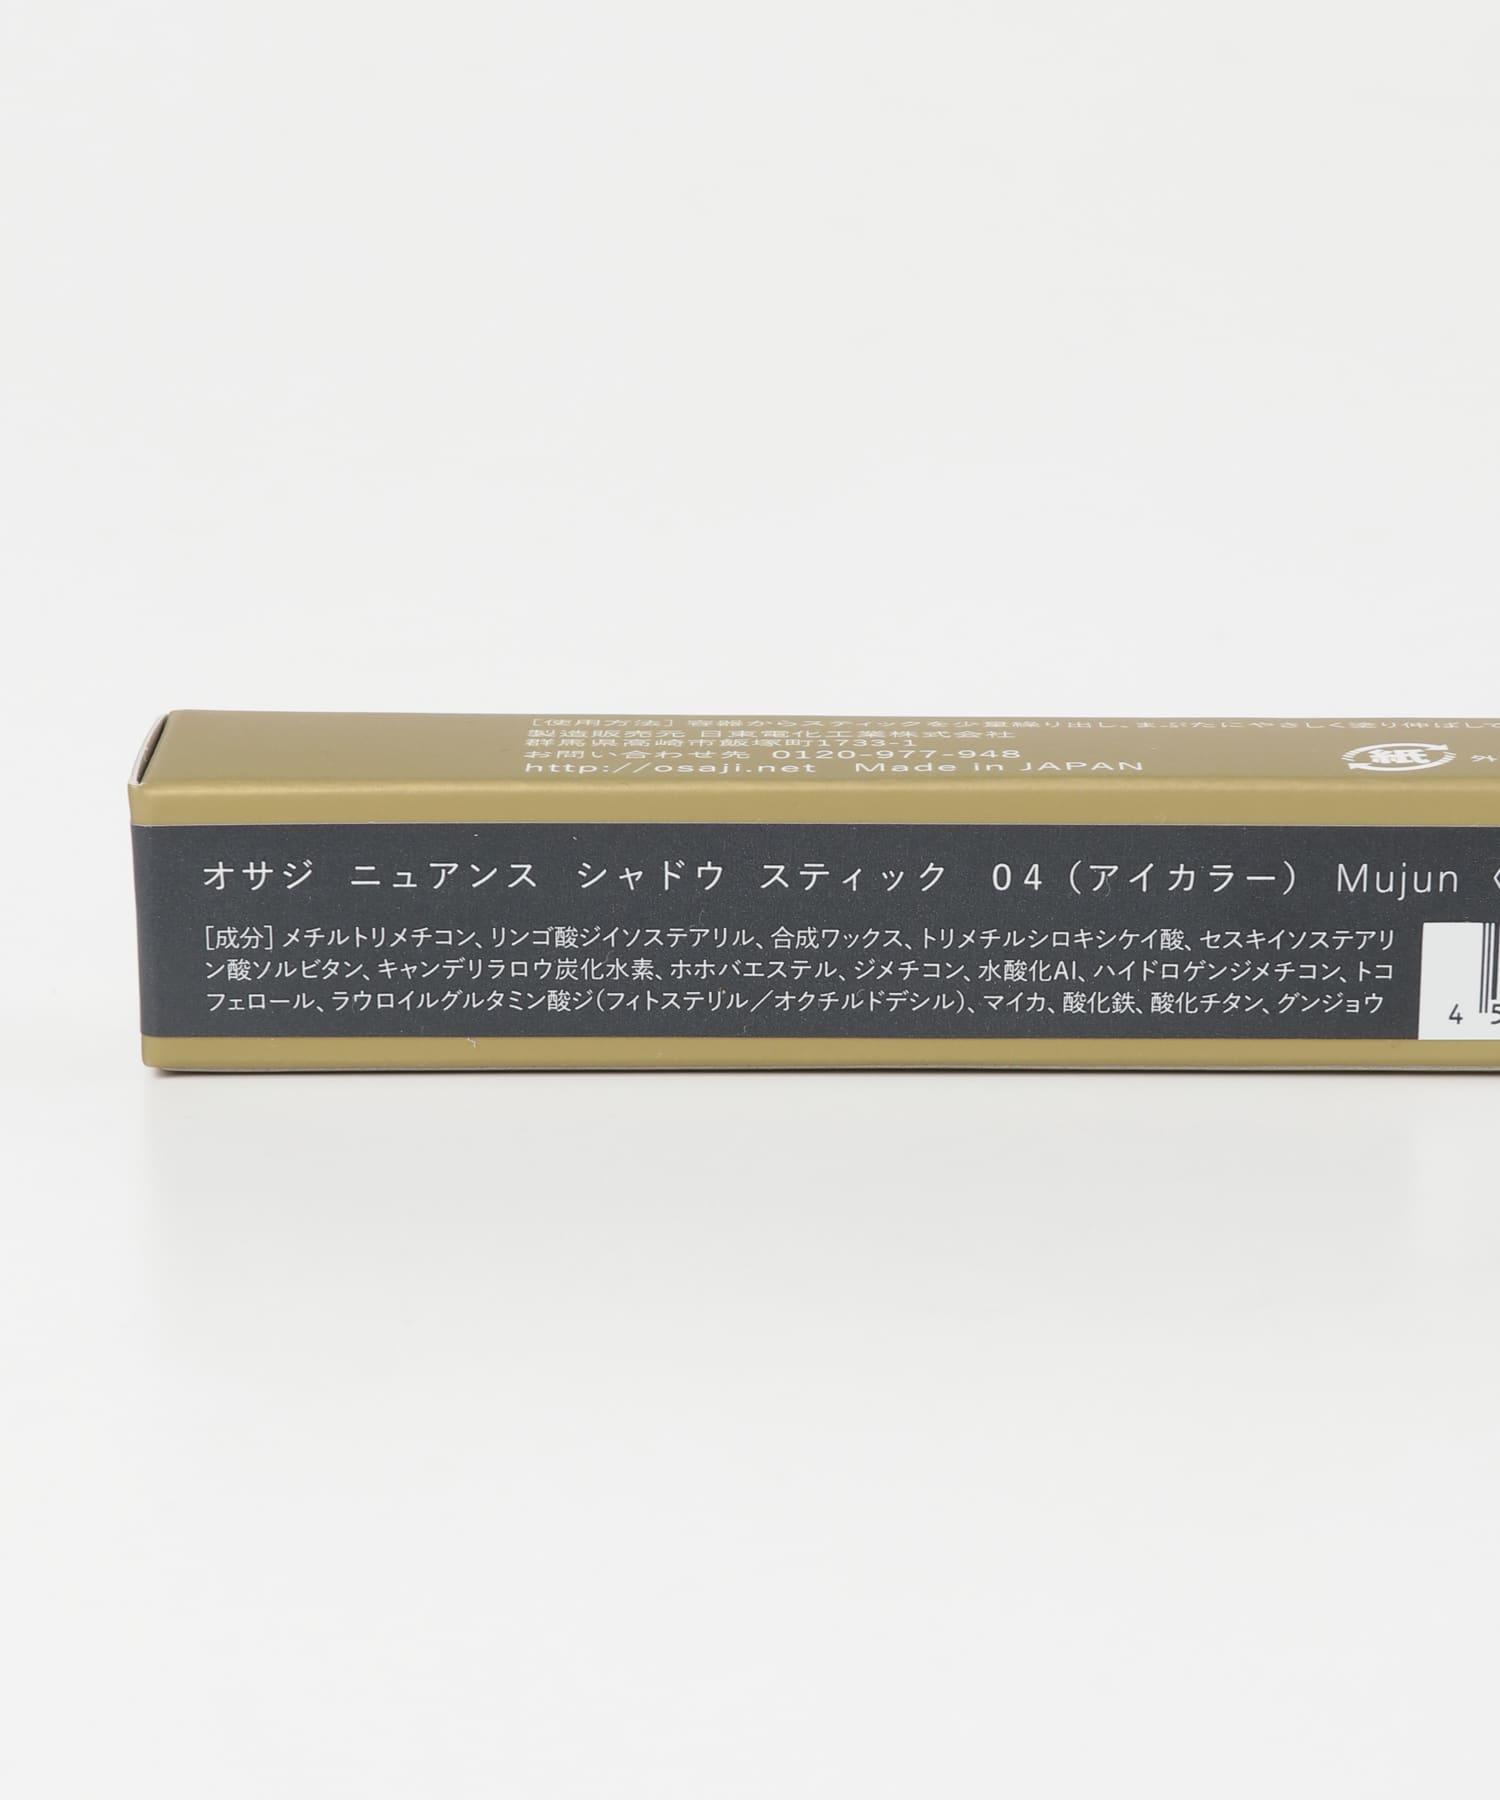 [使用方法] 容器からスティックを少量繰り出し、まぶたにやさしく塗り伸ばして
製造販売元 日東電化工業株式会社
群馬県高崎市飯塚町1733-1
お問い合わせ先 0120-977-948
http://osaji.net Made in JAPAN
紙 外
オサジ ニュアンス シャドウ スティック 04（アイカラー） Mujun 〈
[成分] メチルトリメチコン、リンゴ酸ジイソステアリル、合成ワックス、トリメチルシロキシケイ酸、セスキイソステアリ
ン酸ソルビタン、キャンデリラロウ炭化水素、ホホバエステル、ジメチコン、水酸化Al、ハイドロゲンジメチコン、トコ
フェロール、ラウロイルグルタミン酸ジ（フィトステリル／オクチルドデシル）、マイカ、酸化鉄、酸化チタン、グンジョウ
4 5